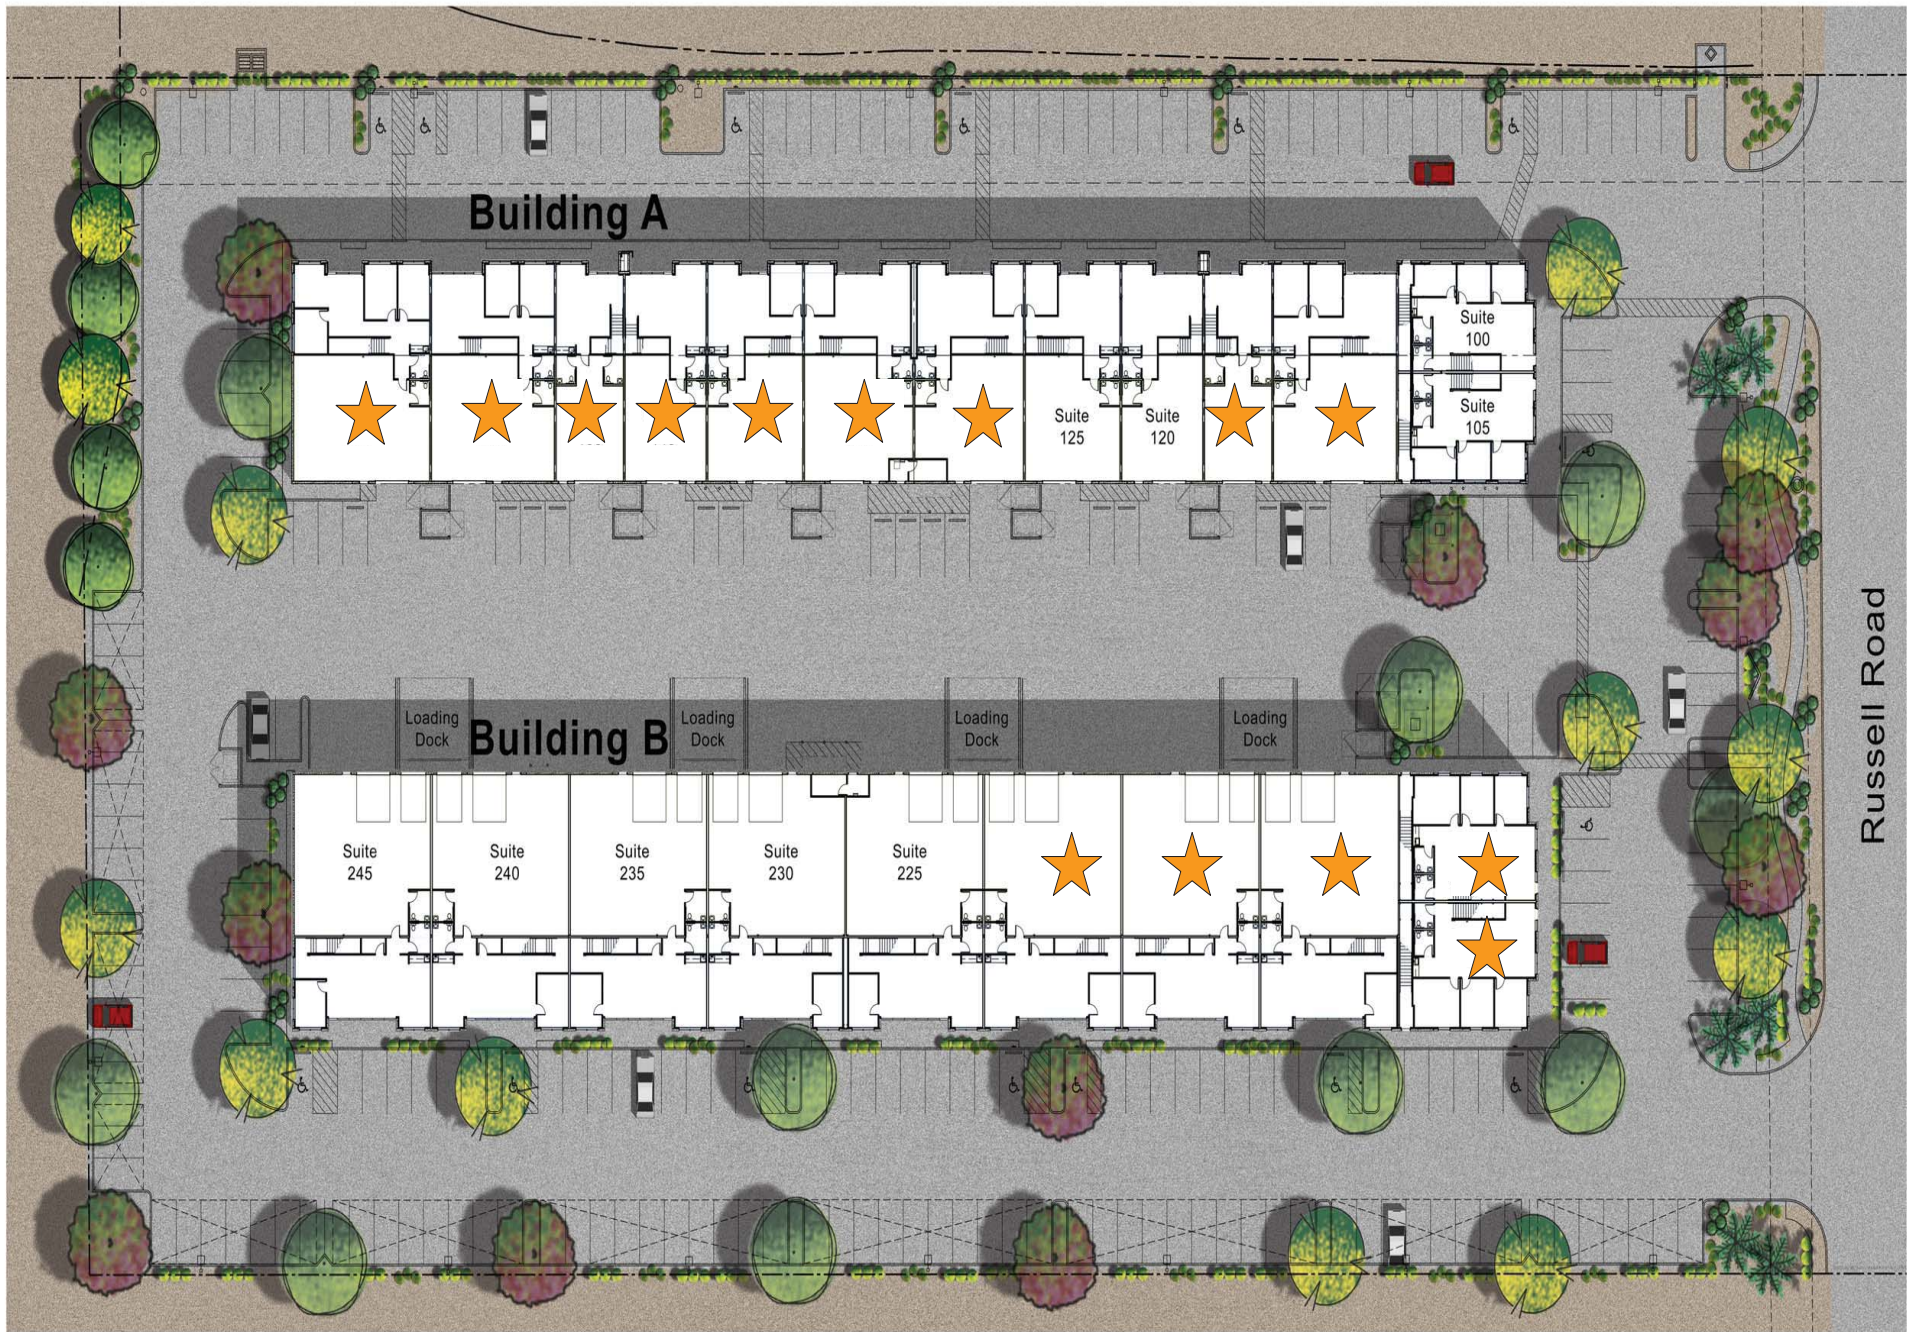 Building A
Suite
100
Suite
105
Suite
125
Suite
120
Russell Road
Loading
Dock
Building B
Loading
Dock
Loading
Dock
Loading
Dock
Suite
245
Suite
240
Suite
235
Suite
230
Suite
225